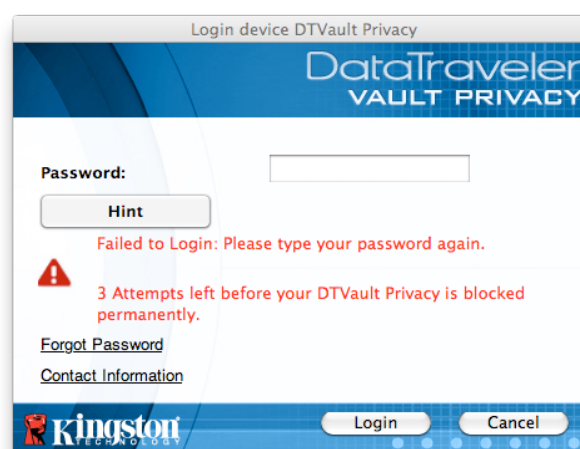 Login device DTVault Privacy
DataTraveler
VAULT PRIVACY
Password:
Hint
Failed to Login: Please type your password again.
3 Attempts left before your DTVault Privacy is blocked
permanently.
Forgot Password
Contact Information
Kingston
TECHNOLOGY
Login
Cancel